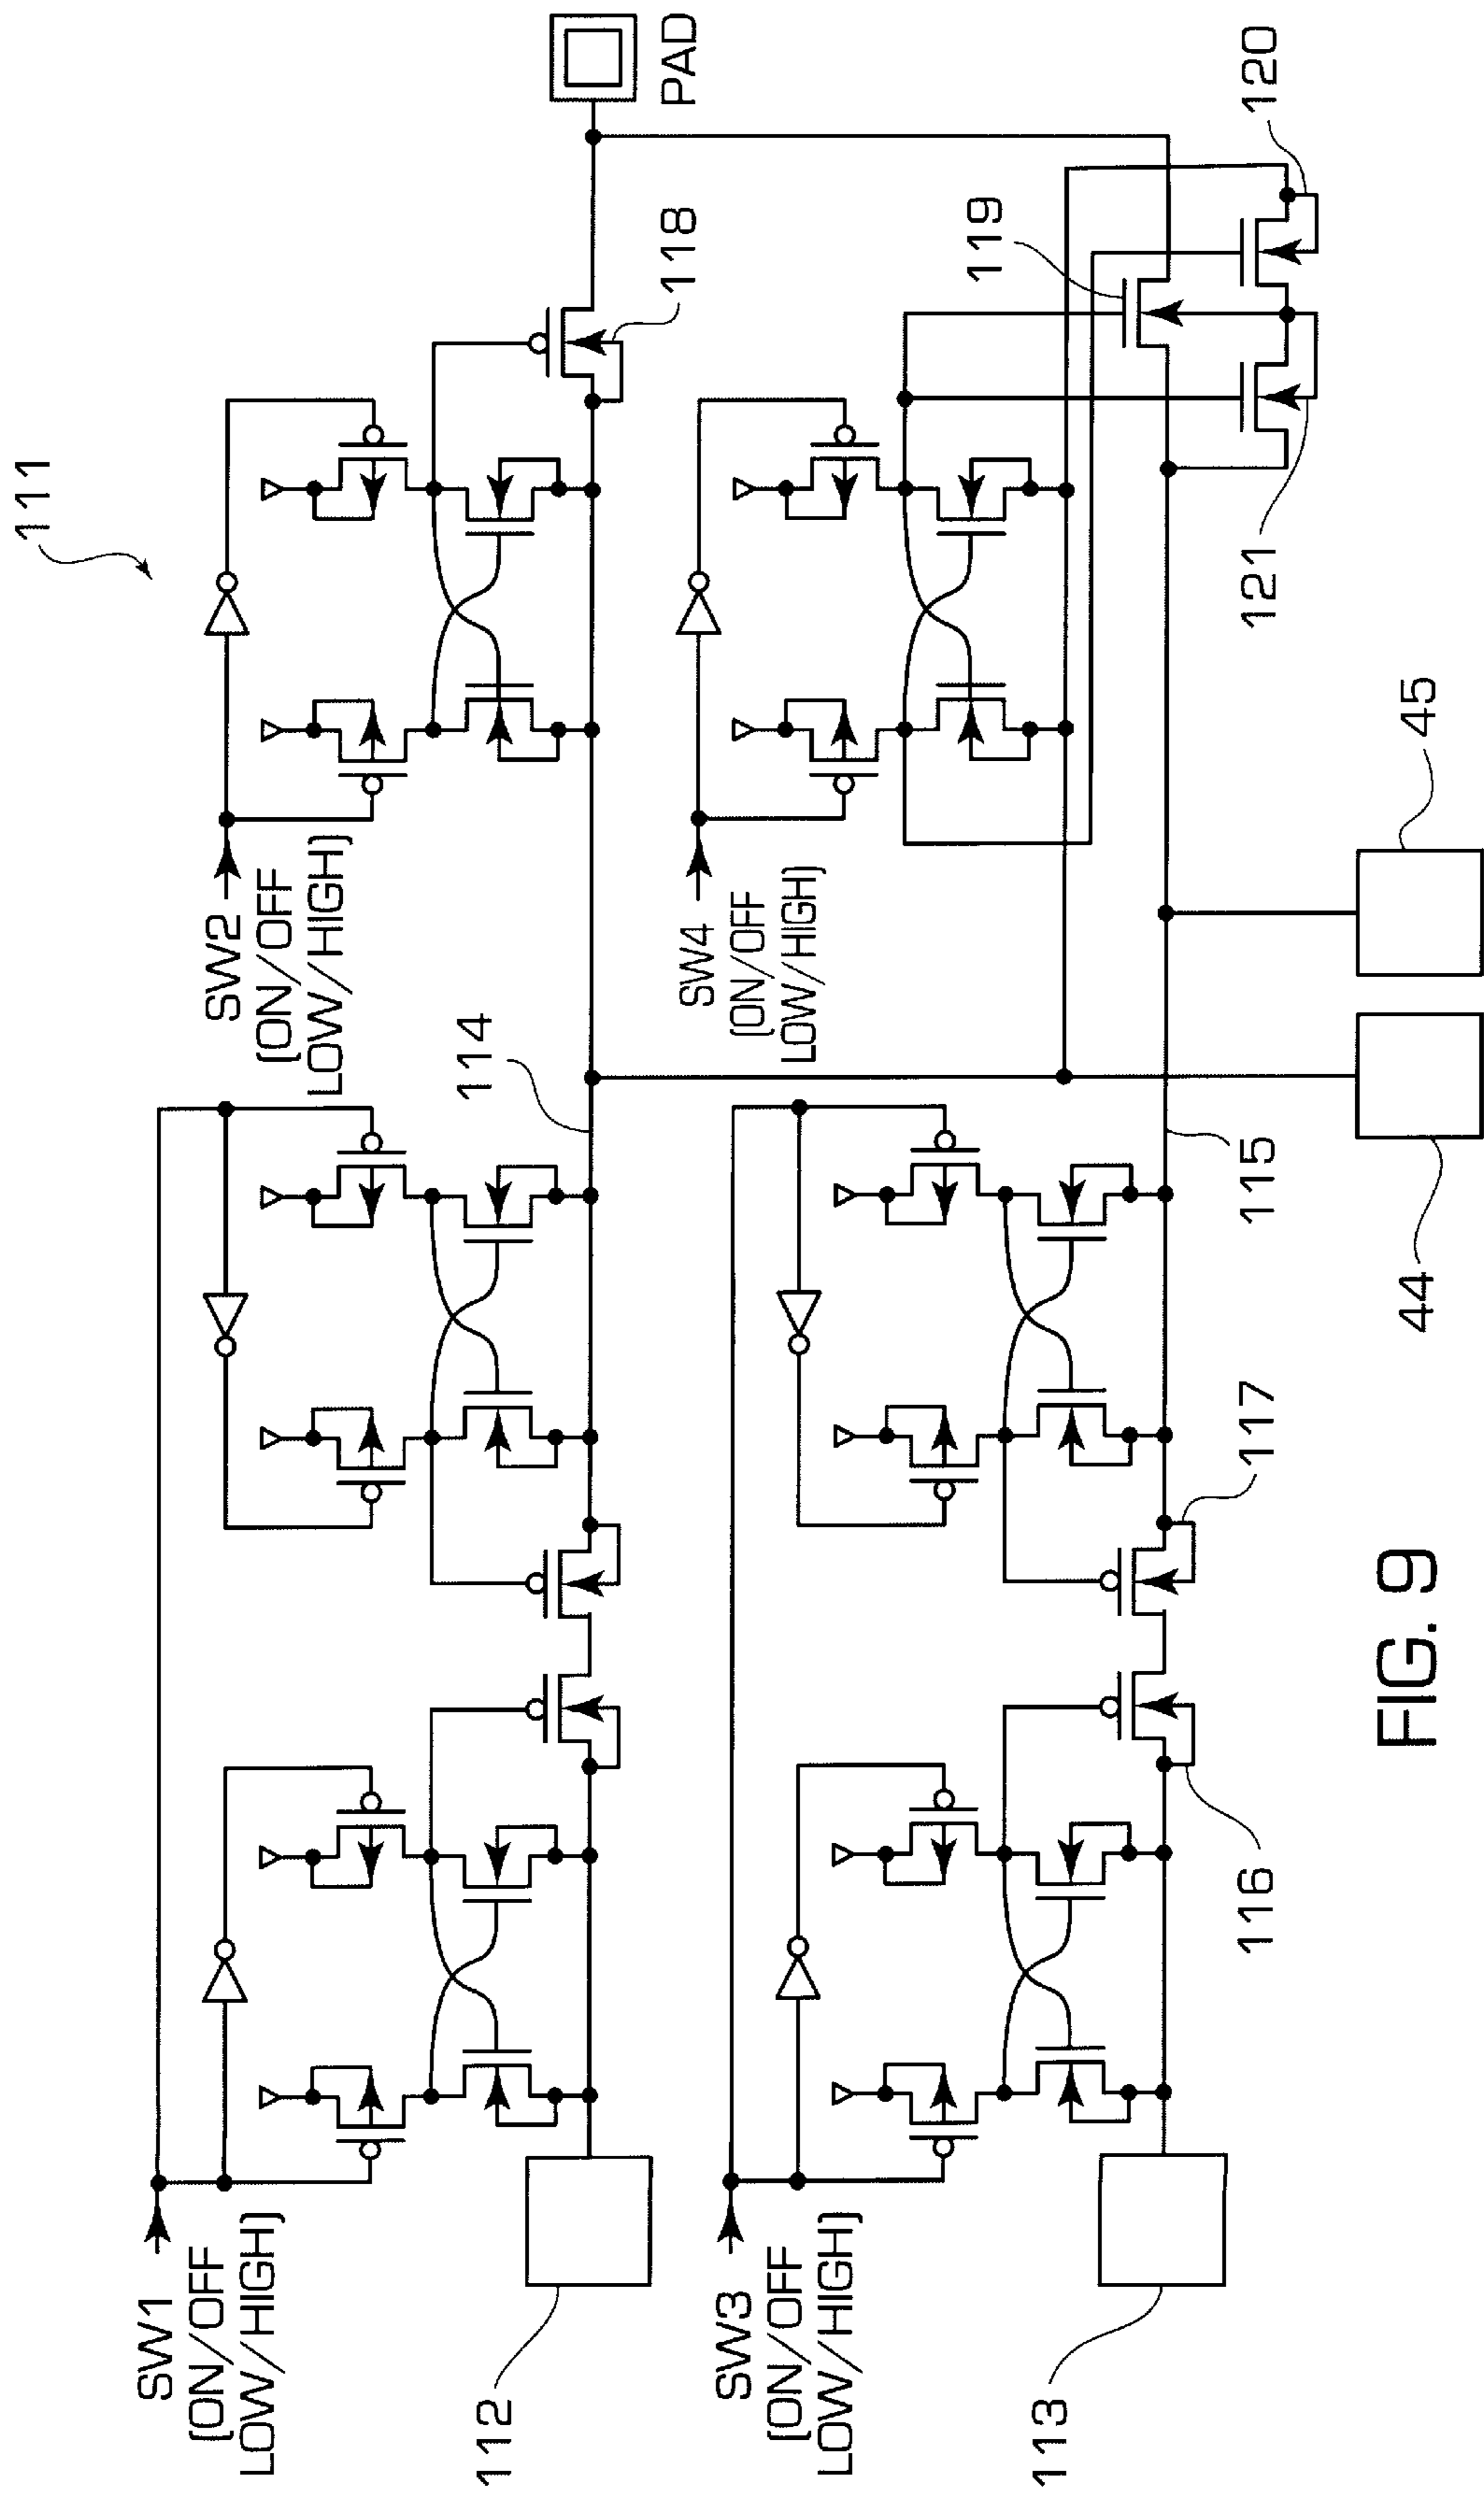 111
SW1
(ON/OFF
LOW/HIGH)
SW2
(ON/OFF
LOW/HIGH)
PAD
112
114
118
SW3
(ON/OFF
LOW/HIGH)
SW4
(ON/OFF
LOW/HIGH)
119
113
116
117
115
121
120
44
45
FIG. 9